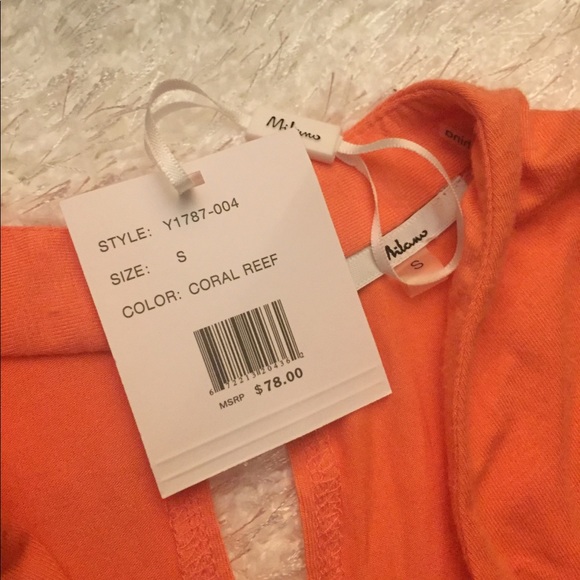 Milano
STYLE: Y1787-004
SIZE: S
COLOR: CORAL REEF
MSRP $78.00
Milano
S